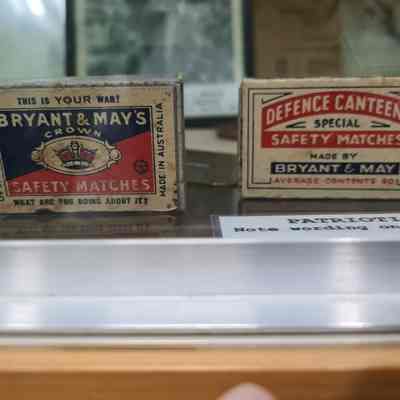 THIS IS YOUR WAR!
BRYANT & MAY'S
CROWN
SAFETY MATCHES
MADE IN AUSTRALIA
WHAT ARE YOU DOING ABOUT IT?
DEFENCE CANTEEN
SPECIAL
SAFETY MATCHES
MADE BY
BRYANT & MAY
AVERAGE CONTENTS
PATRIOTI
Note wording on